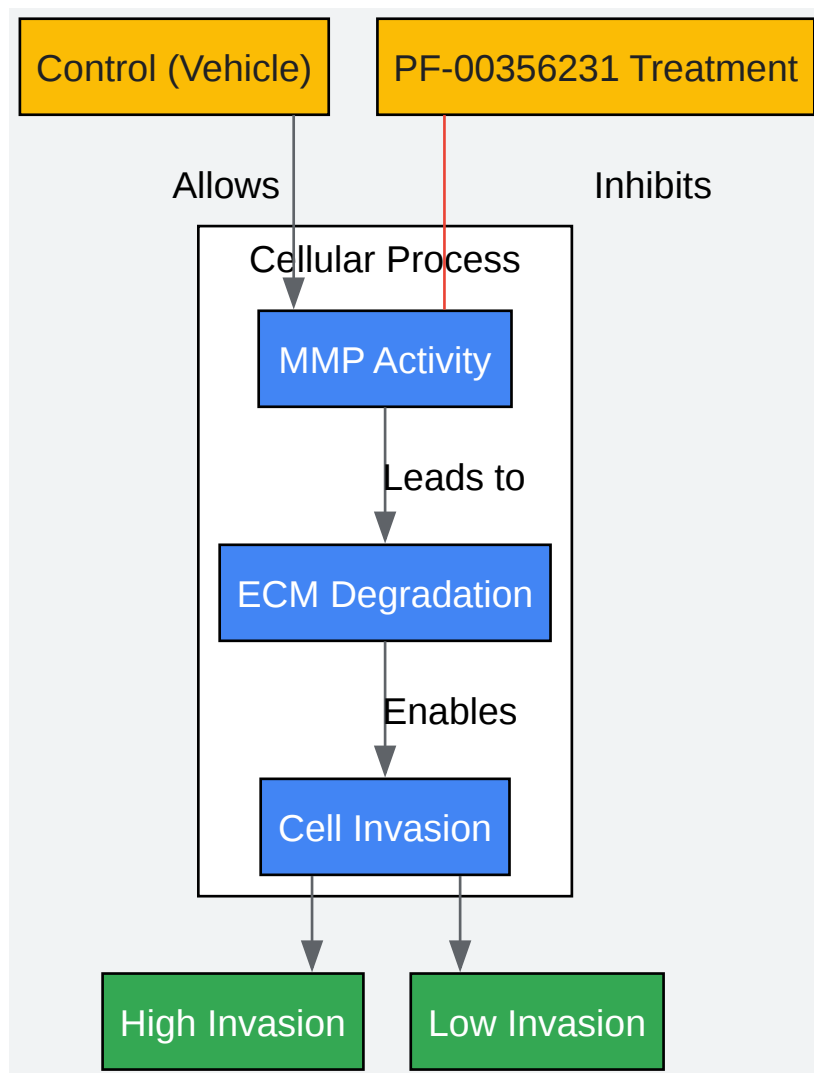 Control (Vehicle)
PF-00356231 Treatment
Allows
Inhibits
Cellular Process
MMP Activity
Leads to
ECM Degradation
Enables
Cell Invasion
High Invasion
Low Invasion